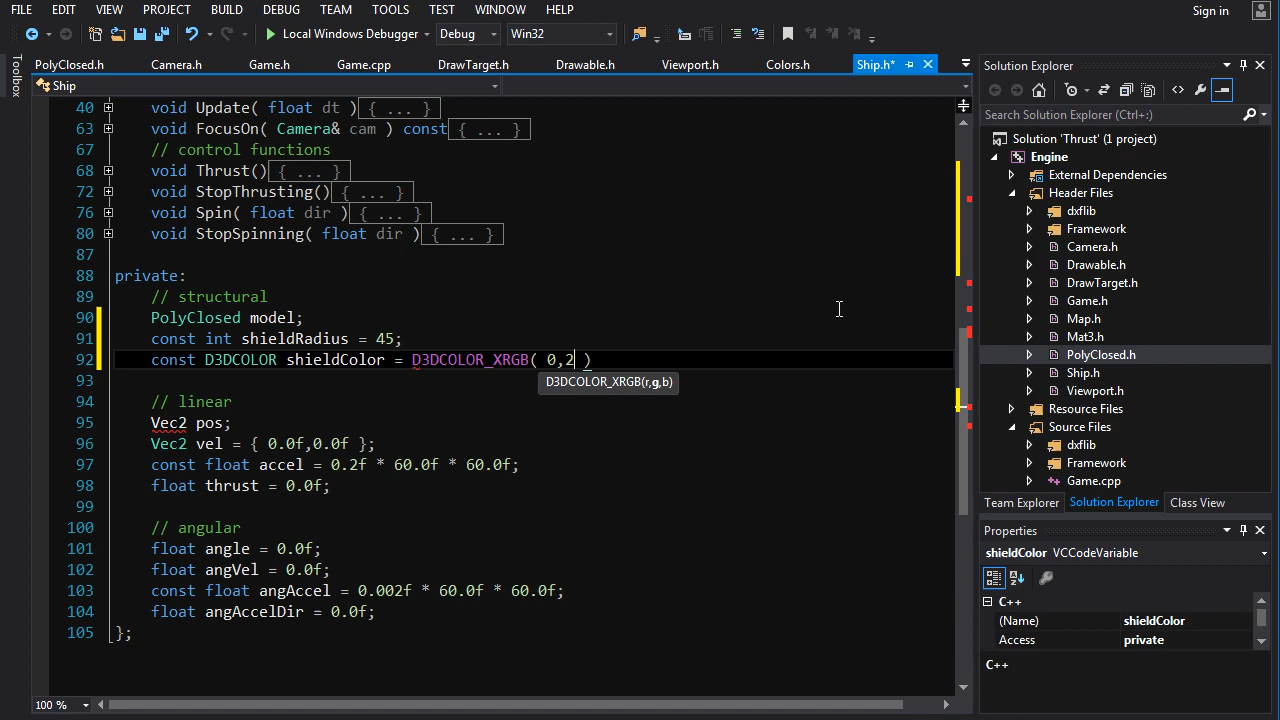 FILE EDIT VIEW PROJECT BUILD DEBUG TEAM TOOLS TEST WINDOW HELP Sign in
Local Windows Debugger Debug Win32
Toolbox
PolyClosed.h Camera.h Game.h Game.cpp DrawTarget.h Drawable.h Viewport.h Colors.h Ship.h*
Ship
40 void Update( float dt ){ ... }
63 void FocusOn( Camera& cam ) const{ ... }
67 // control functions
68 void Thrust(){ ... }
72 void StopThrusting(){ ... }
76 void Spin( float dir ){ ... }
80 void StopSpinning( float dir ){ ... }
87
88 private:
89 // structural
90 PolyClosed model;
91 const int shieldRadius = 45;
92 const D3DCOLOR shieldColor = D3DCOLOR_XRGB( 0,2 )
D3DCOLOR_XRGB(r,g,b)
93
94 // linear
95 Vec2 pos;
96 Vec2 vel = { 0.0f,0.0f };
97 const float accel = 0.2f * 60.0f * 60.0f;
98 float thrust = 0.0f;
99
100 // angular
101 float angle = 0.0f;
102 float angVel = 0.0f;
103 const float angAccel = 0.002f * 60.0f * 60.0f;
104 float angAccelDir = 0.0f;
105 };
100 %
Solution Explorer
Search Solution Explorer (Ctrl+;)
Solution 'Thrust' (1 project)
Engine
External Dependencies
Header Files
dxflib
Framework
Camera.h
Drawable.h
DrawTarget.h
Game.h
Map.h
Mat3.h
PolyClosed.h
Ship.h
Viewport.h
Resource Files
Source Files
dxflib
Framework
Game.cpp
Team Explorer Solution Explorer Class View
Properties
shieldColor VCCodeVariable
C++
(Name) shieldColor
Access private
C++